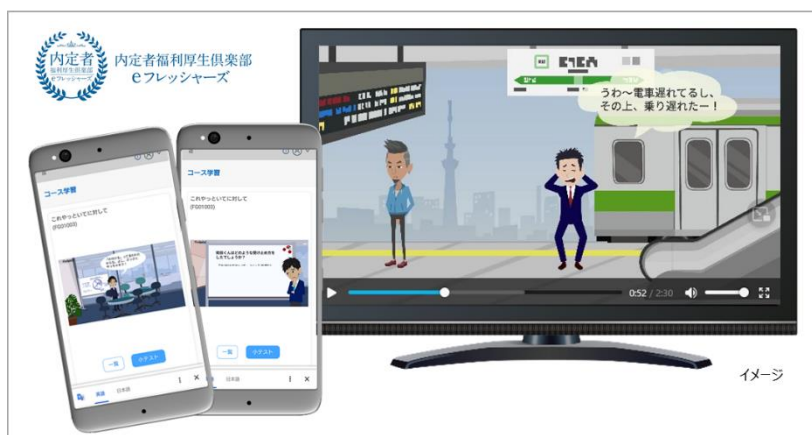 内定者
福利厚生倶楽部
eフレッシャーズ
内定者福利厚生倶楽部
eフレッシャーズ
うわ〜電車遅れてるし、
その上、乗り遅れたー！
0:52 / 2:30
コース学習
これやっといてに対して
(FG01003)
一覧
小テスト
英語 日本語
コース学習
これやっといてに対して
(FG01003)
一覧
小テスト
日本語
イメージ